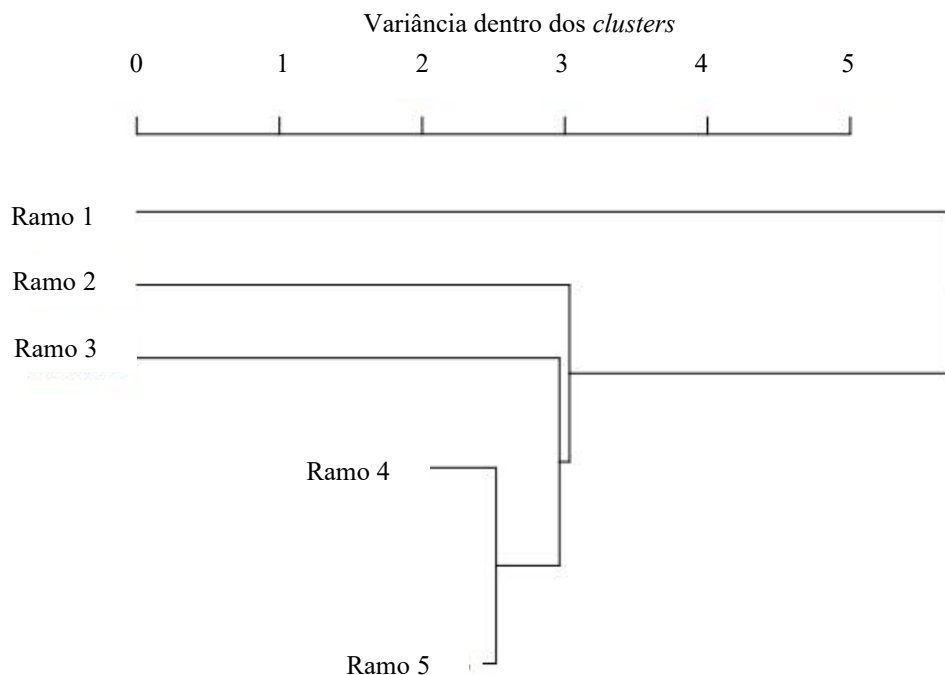 Variância dentro dos clusters
0 1 2 3 4 5
Ramo 1
Ramo 2
Ramo 3
Ramo 4
Ramo 5